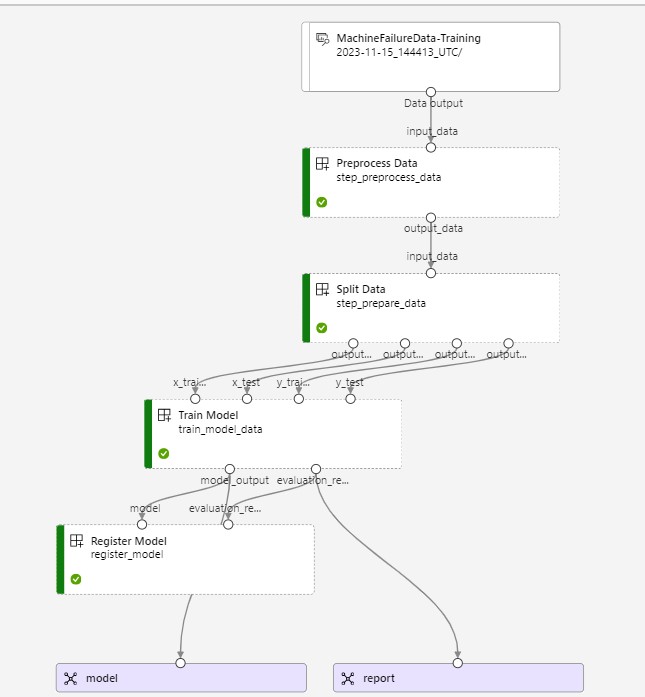 MachineFailureData-Training
2023-11-15_144413_UTC/
Data output
input_data
Preprocess Data
step_preprocess_data
output_data
input_data
Split Data
step_prepare_data
output... output... output... output...
x_trai... x_test y_trai... y_test
Train Model
train_model_data
model_output evaluation_re...
model evaluation_re...
Register Model
register_model
model report